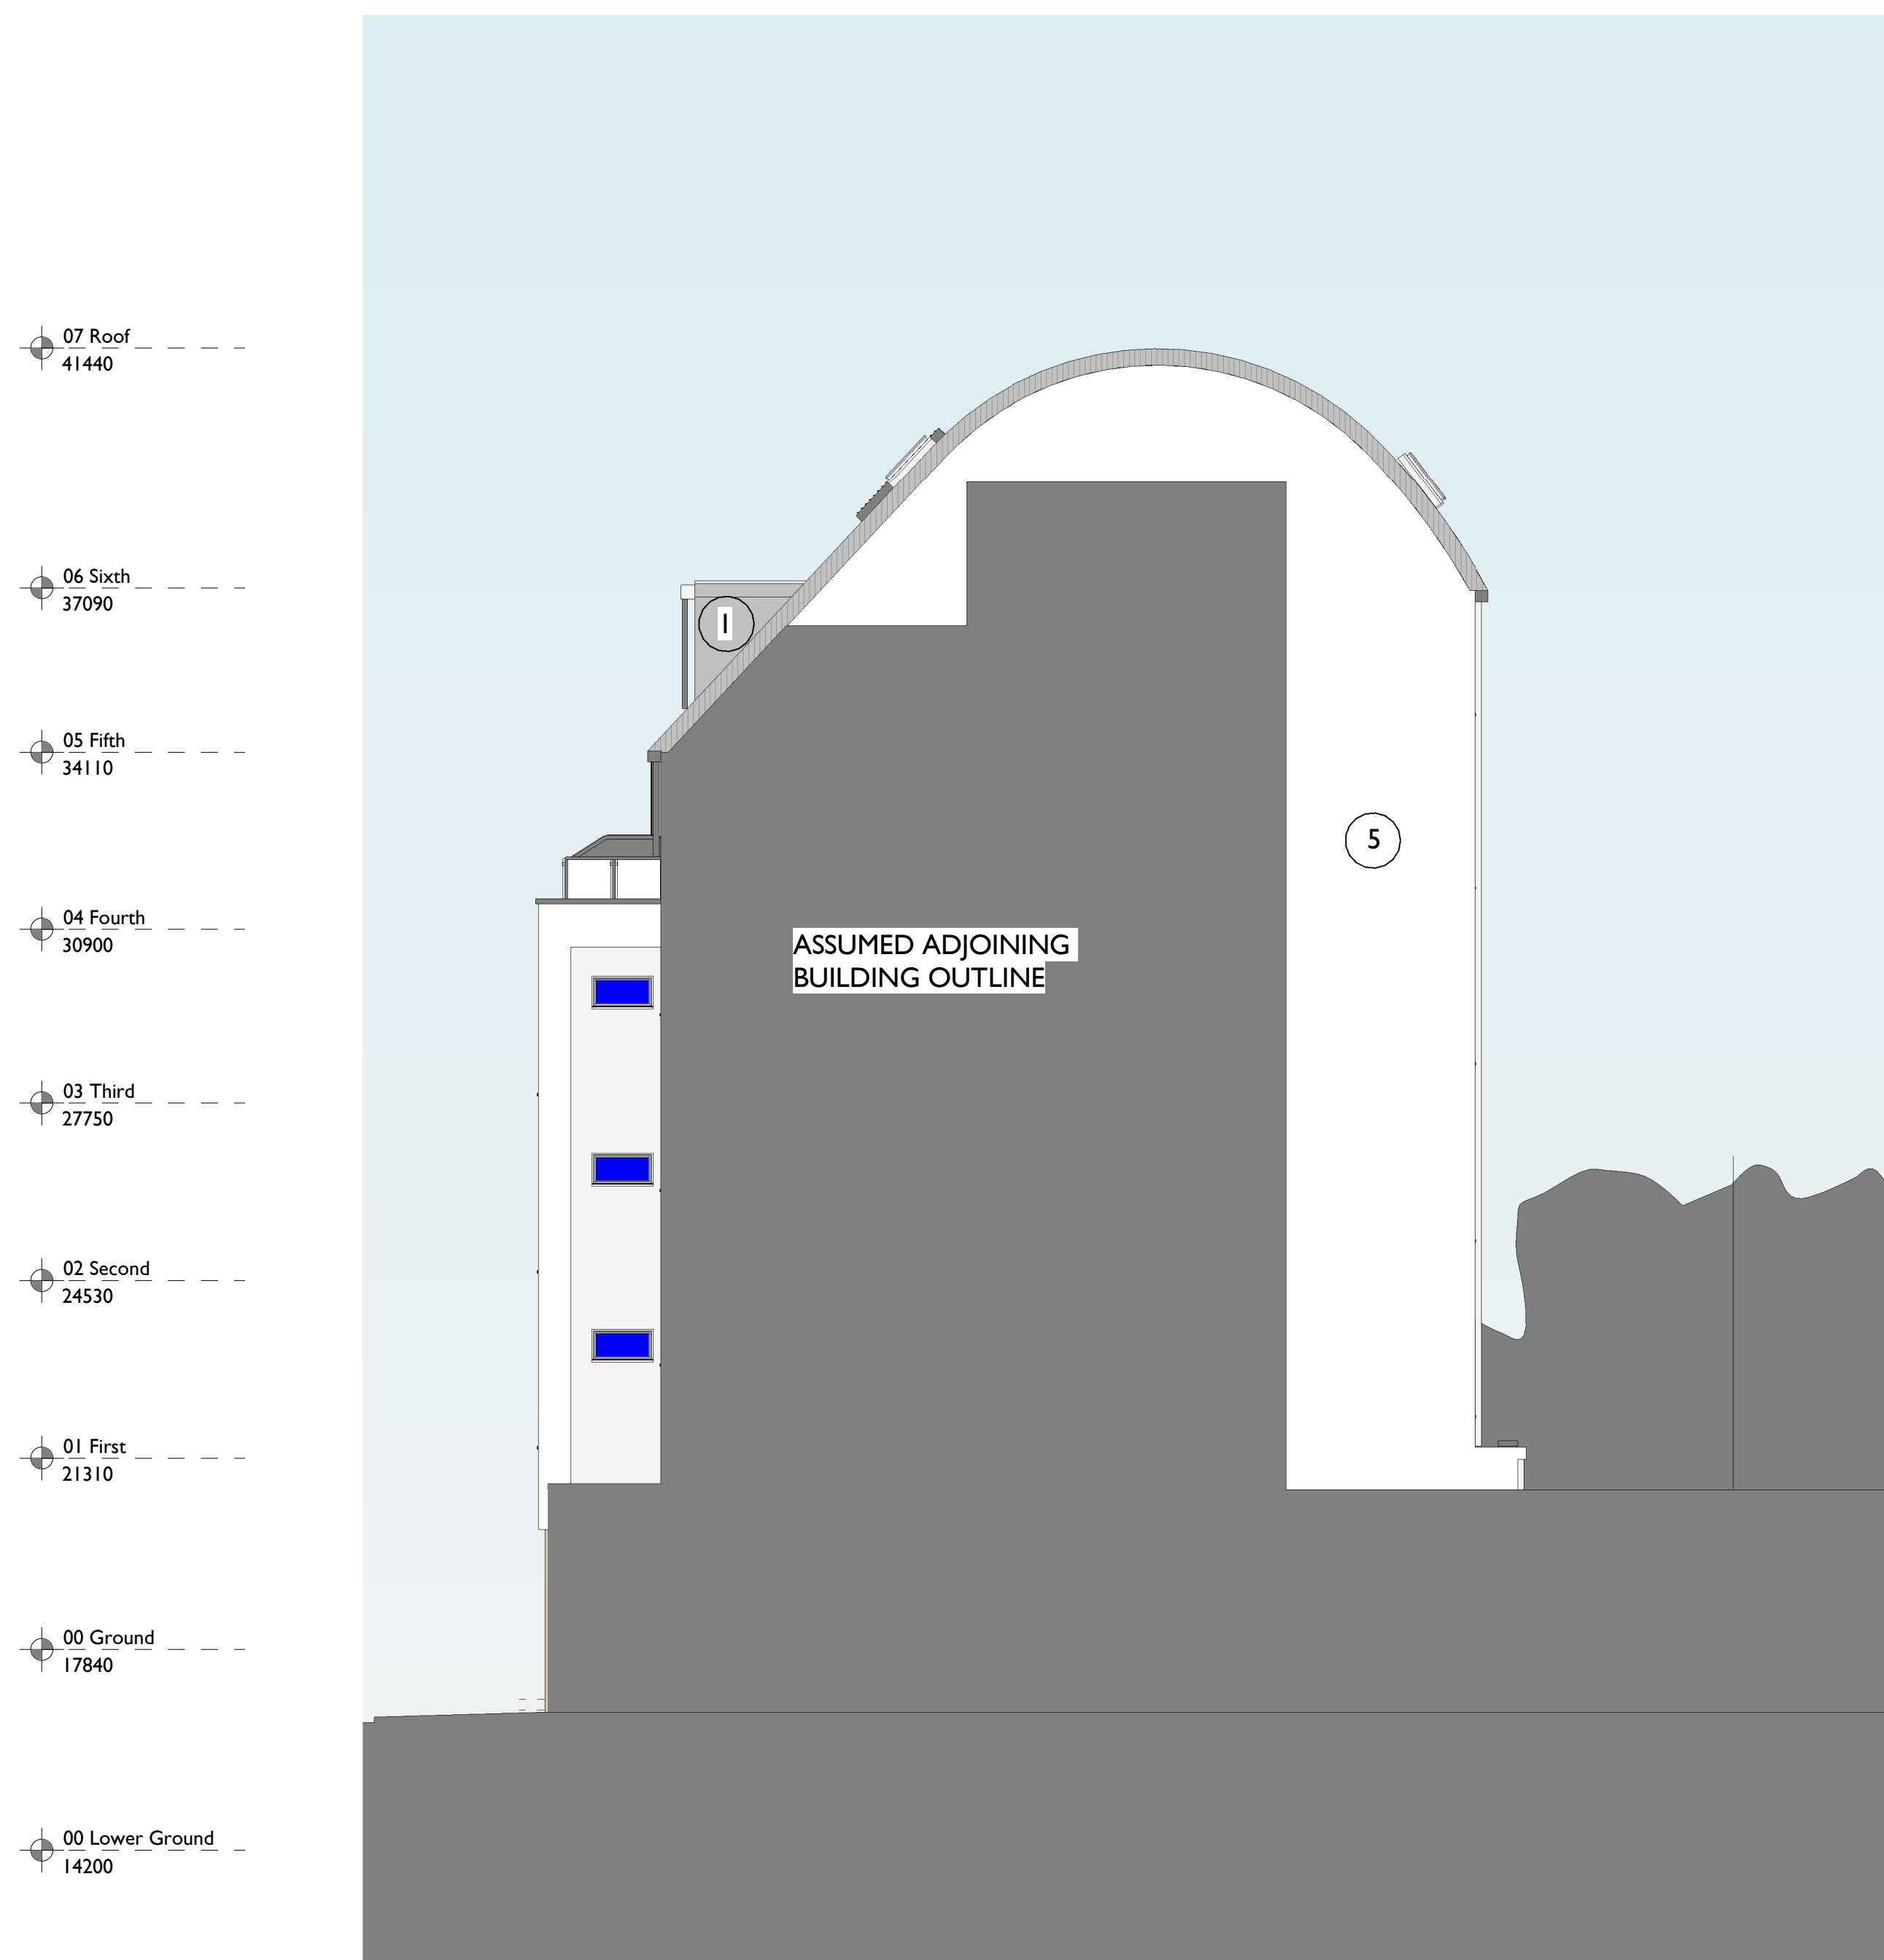 07 Roof
41440
06 Sixth
37090
1
05 Fifth
34110
5
04 Fourth
30900
ASSUMED ADJOINING
BUILDING OUTLINE
03 Third
27750
02 Second
24530
01 First
21310
00 Ground
17840
00 Lower Ground
14200